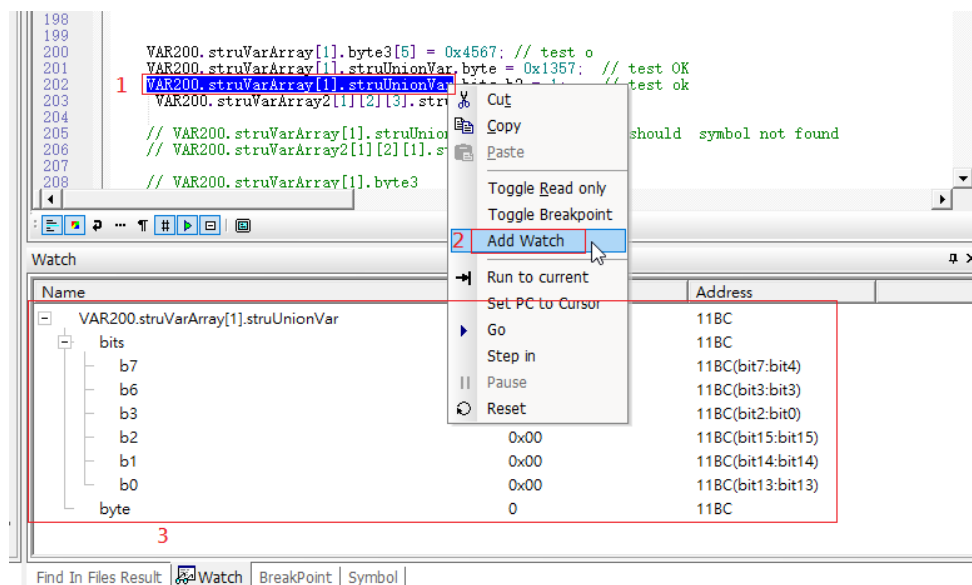 198
199
200 VAR200.struVarArray[1].byte3[5] = 0x4567; // test o
201 VAR200.struVarArray[1].struUnionVar.byte = 0x1357; // test OK
1
202 VAR200.struVarArray[1].struUnionVar // test ok
203 VAR200.struVarArray2[1][2][3].stru
204
205 // VAR200.struVarArray[1].struUnion should symbol not found
206 // VAR200.struVarArray2[1][2][1].s
207
208 // VAR200.struVarArray[1].byte3
Cut
Copy
Paste
Toggle Read only
Toggle Breakpoint
2 Add Watch
Run to current
Set PC to Cursor
Go
Step in
Pause
Reset
Watch
Name Address
VAR200.struVarArray[1].struUnionVar 11BC
bits 11BC
b7 11BC(bit7:bit4)
b6 11BC(bit3:bit3)
b3 11BC(bit2:bit0)
b2 0x00 11BC(bit15:bit15)
b1 0x00 11BC(bit14:bit14)
b0 0x00 11BC(bit13:bit13)
byte 0 11BC
3
Find In Files Result Watch BreakPoint Symbol